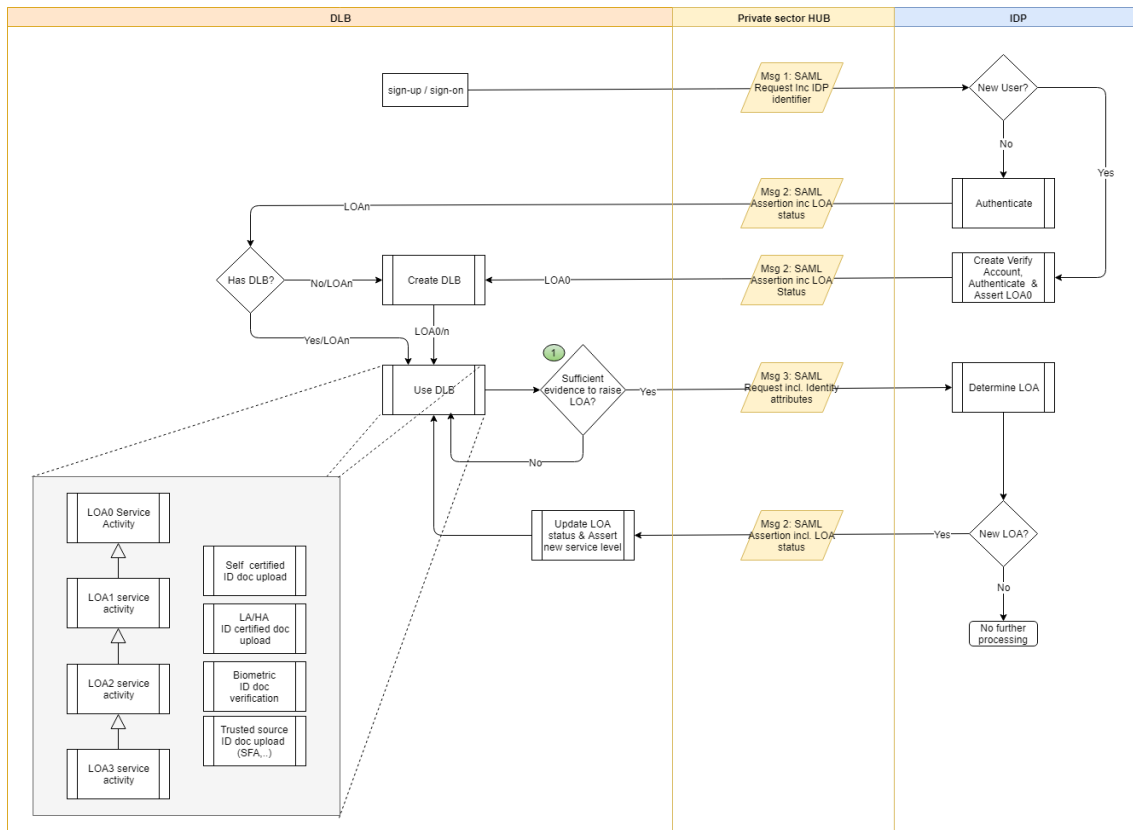 DLB
Private sector HUB
IDP
sign-up / sign-on
Msg 1: SAML
Request Inc IDP
identifier
New User?
No
Yes
Msg 2: SAML
Assertion inc LOA
status
Authenticate
LOAn
Has DLB?
No/LOAn
Create DLB
LOA0
Msg 2: SAML
Assertion inc LOA
Status
Create Verify
Account,
Authenticate &
Assert LOA0
LOA0/n
Yes/LOAn
Use DLB
1
Sufficient
evidence to raise
LOA?
Yes
Msg 3: SAML
Request incl. Identity
attributes
Determine LOA
No
Update LOA
status & Assert
new service level
Msg 2: SAML
Assertion incl. LOA
status
Yes
New LOA?
No
No further
processing
LOA0 Service
Activity
LOA1 service
activity
LOA2 service
activity
LOA3 service
activity
Self certified
ID doc upload
LA/HA
ID certified doc
upload
Biometric
ID doc
verification
Trusted source
ID doc upload
(SFA,..)